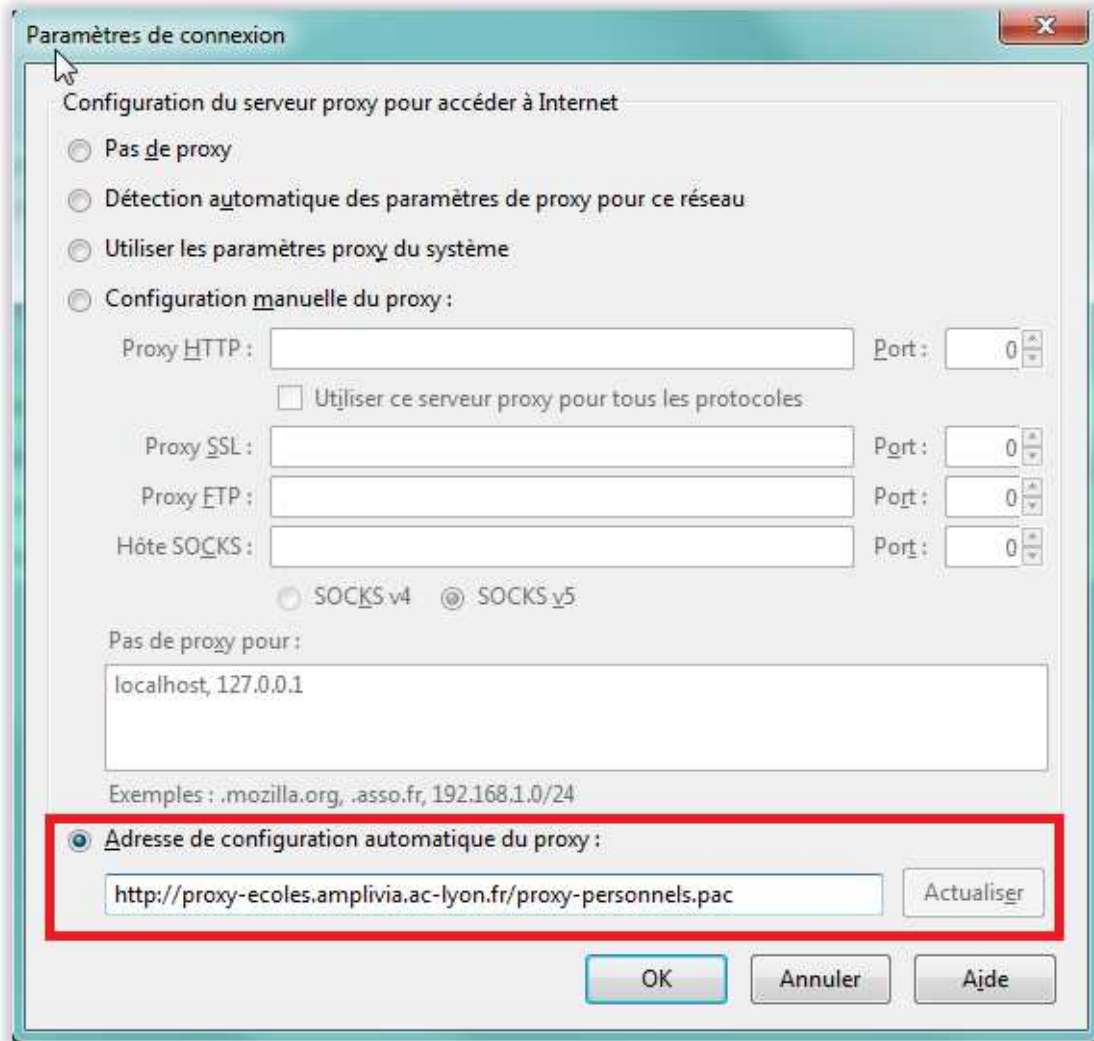 Paramètres de connexion
x
Configuration du serveur proxy pour accéder à Internet
Pas de proxy
Détection automatique des paramètres de proxy pour ce réseau
Utiliser les paramètres proxy du système
Configuration manuelle du proxy :
Proxy HTTP : Port : 0
Utiliser ce serveur proxy pour tous les protocoles
Proxy SSL : Port : 0
Proxy FTP : Port : 0
Hôte SOCKS : Port : 0
SOCKS v4 SOCKS v5
Pas de proxy pour :
localhost, 127.0.0.1
Exemples : .mozilla.org, .asso.fr, 192.168.1.0/24
Adresse de configuration automatique du proxy :
http://proxy-ecoles.amplivia.ac-lyon.fr/proxy-personnels.pac Actualiser
OK Annuler Aide